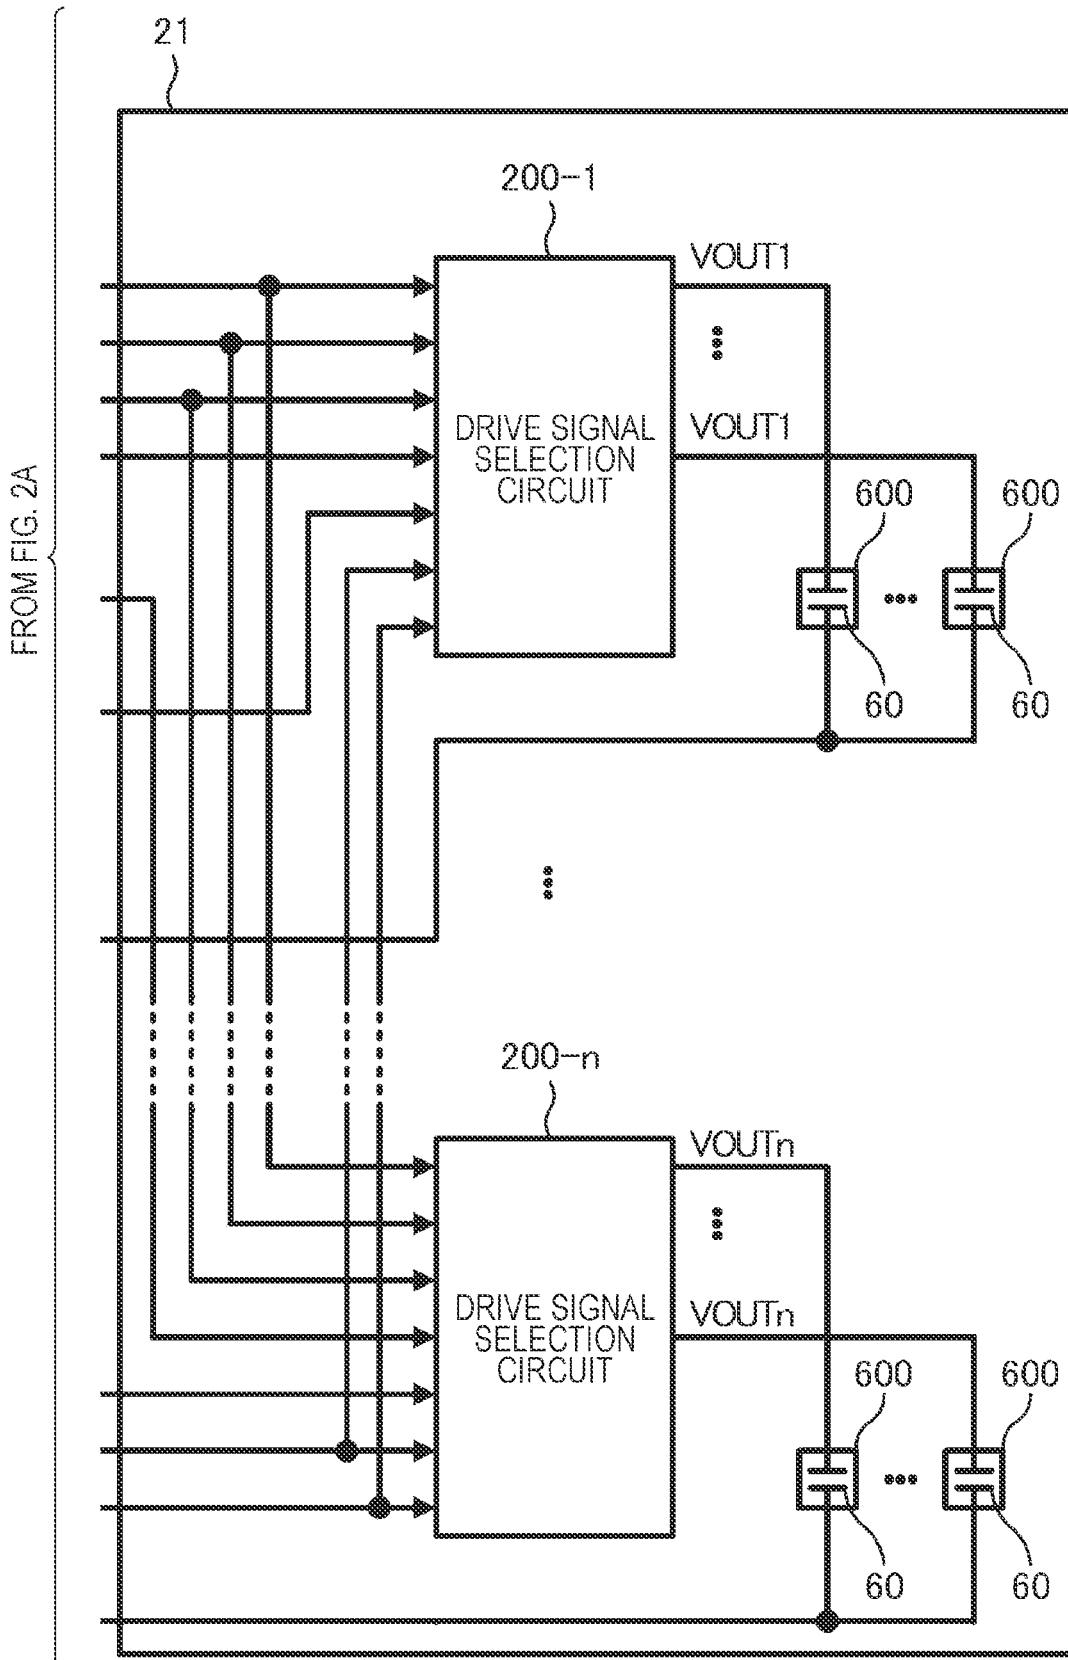 21
FROM FIG. 2A
200-1
VOUT1
VOUT1
DRIVE SIGNAL
SELECTION
CIRCUIT
600
600
60
60
200-n
VOUTn
VOUTn
DRIVE SIGNAL
SELECTION
CIRCUIT
600
600
60
60